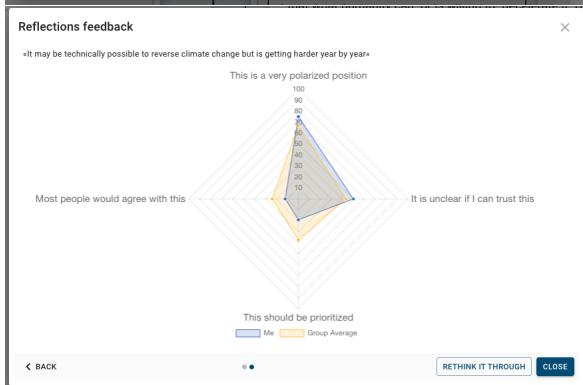 Reflections feedback
«It may be technically possible to reverse climate change but is getting harder year by year»
This is a very polarized position
100
90
80
70
60
50
40
30
20
10
Most people would agree with this
It is unclear if I can trust this
This should be prioritized
Me Group Average
BACK
RETHINK IT THROUGH CLOSE